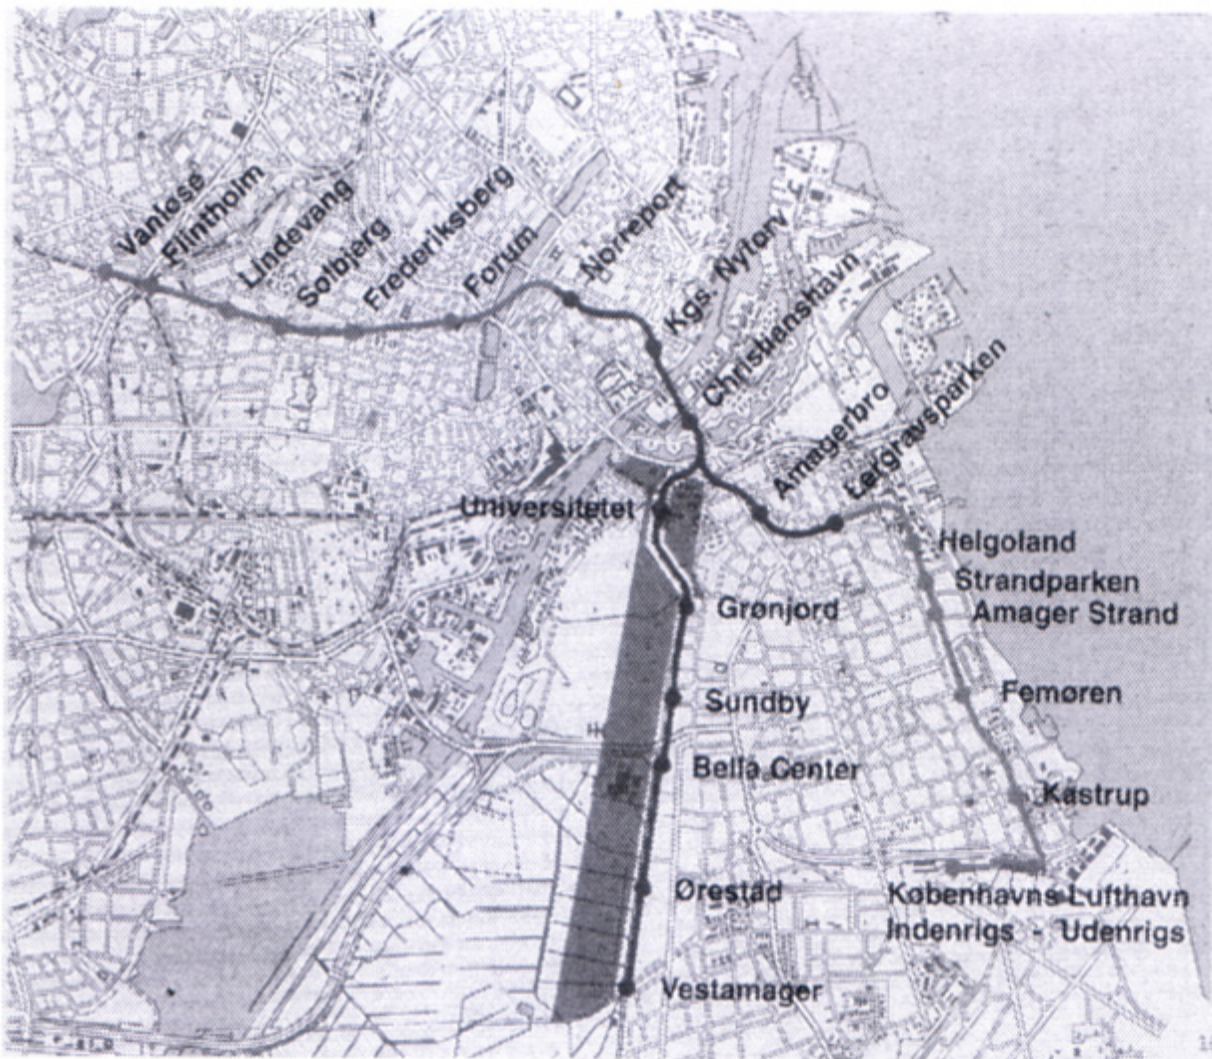 Vanløse
Flintholm
Lindevang
Solbjerg
Frederiksberg
Forum
Nørreport
Kgs. Nytorv
Christianshavn
Amagerbro
Lergravsparken
Universitetet
Helgoland
Strandparken
Amager Strand
Grønjord
Sundby
Femøren
Bella Center
Kastrup
Ørestad
Københavns Lufthavn
Indenrigs - Udenrigs
Vestamager